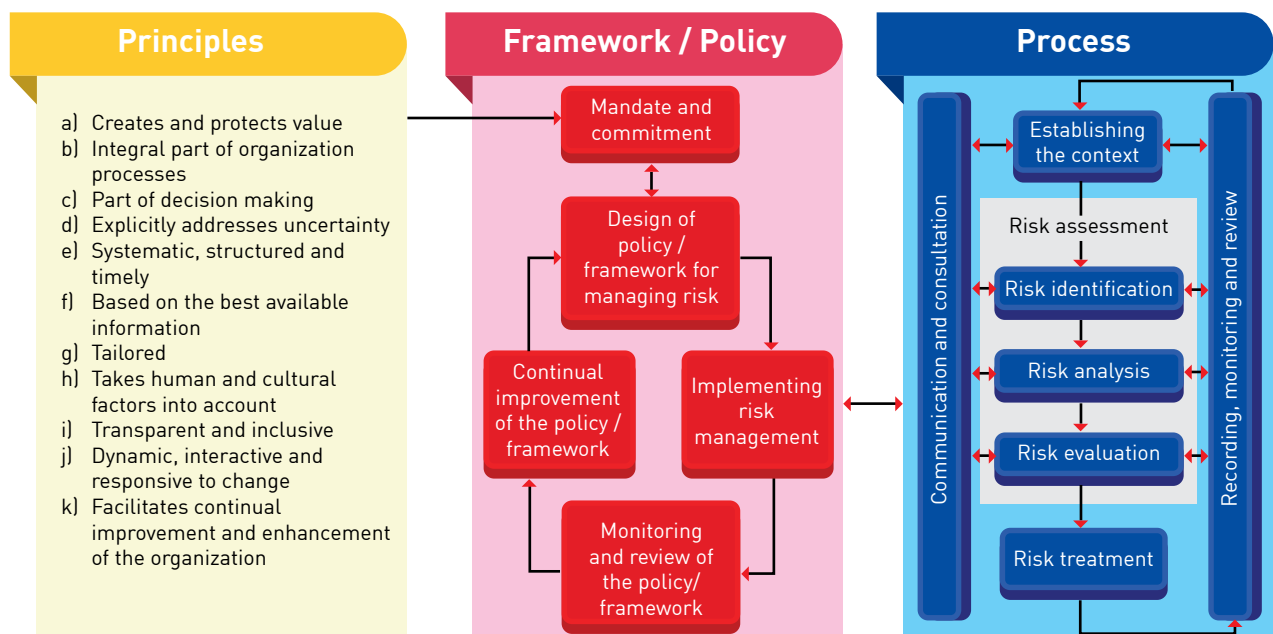 Principles
a) Creates and protects value
b) Integral part of organization
processes
c) Part of decision making
d) Explicitly addresses uncertainty
e) Systematic, structured and
timely
f) Based on the best available
information
g) Tailored
h) Takes human and cultural
factors into account
i) Transparent and inclusive
j) Dynamic, interactive and
responsive to change
k) Facilitates continual
improvement and enhancement
of the organization
Framework / Policy
Mandate and
commitment
Design of
policy /
framework for
managing risk
Continual
improvement
of the policy /
framework
Implementing
risk
management
Monitoring
and review of
the policy/
framework
Process
Communication and consultation
Establishing
the context
Risk assessment
Risk identification
Risk analysis
Risk evaluation
Risk treatment
Recording, monitoring and review